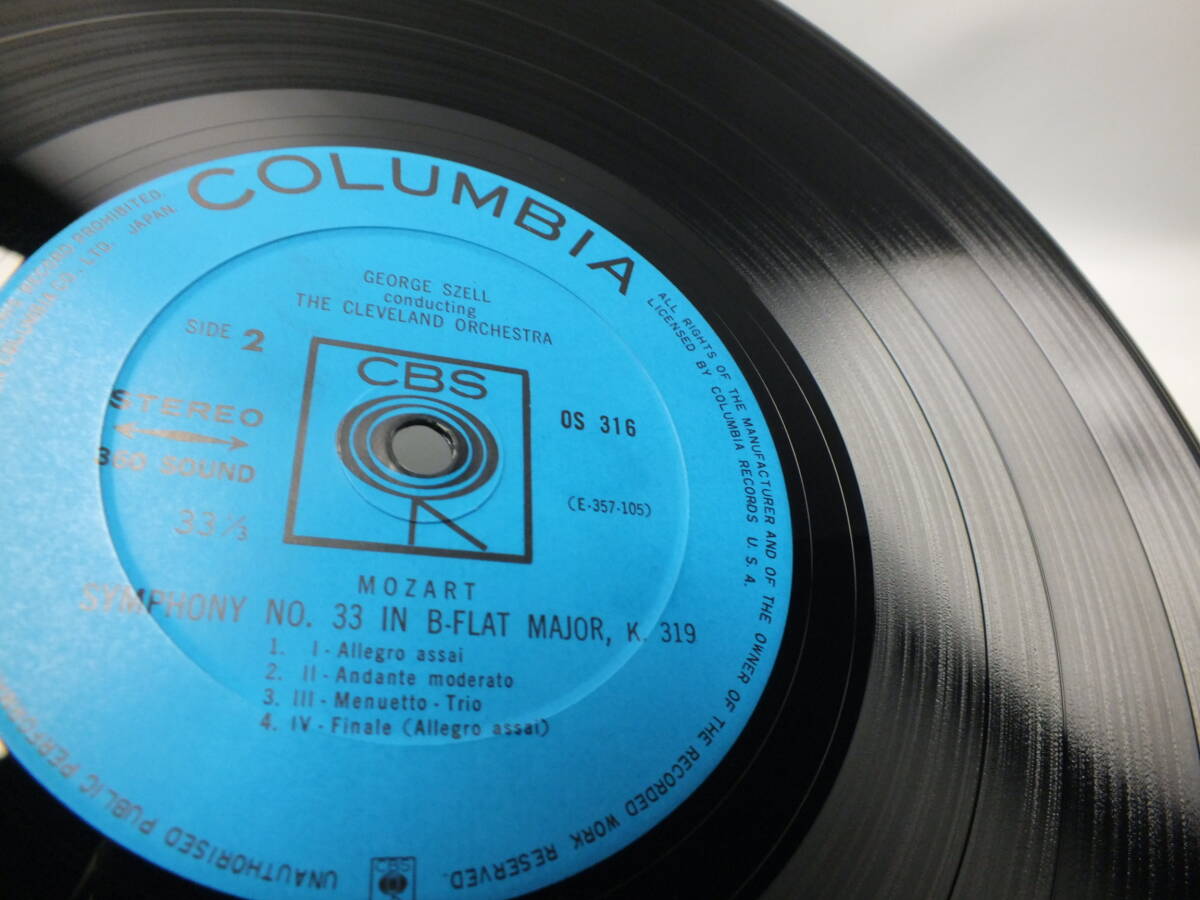 COLUMBIA
GEORGE SZELL
conducting
THE CLEVELAND ORCHESTRA
SIDE 2
CBS
STEREO
360 SOUND
33⅓
OS 316
(E-357-105)
MOZART
SYMPHONY NO. 33 IN B-FLAT MAJOR, K. 319
1. I - Allegro assai
2. II - Andante moderato
3. III - Menuetto - Trio
4. IV - Finale (Allegro assai)
ALL RIGHTS OF THE MANUFACTURER AND OF THE OWNER OF THE RECORDED WORK RESERVED.
LICENSED BY COLUMBIA RECORDS U. S. A.
CBS
UNAUTHORISED PUBLIC
RECORD PROHIBITED.
CO., LTD. JAPAN.